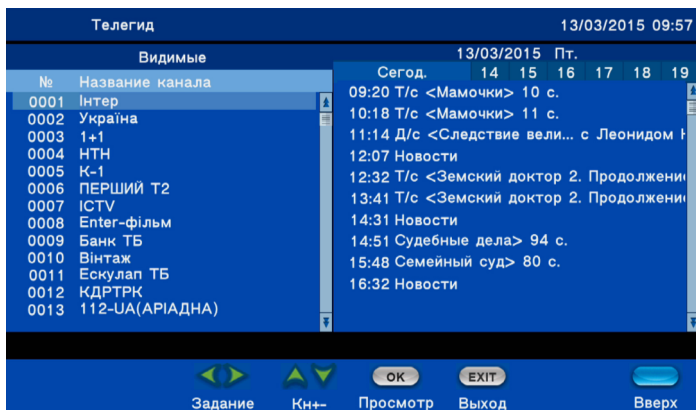 Телегид 13/03/2015 09:57
Видимые
№ Название канала
0001 Інтер
0002 Україна
0003 1+1
0004 НТН
0005 К-1
0006 ПЕРШИЙ Т2
0007 ICTV
0008 Enter-фільм
0009 Банк ТБ
0010 Вінтаж
0011 Ескулап ТБ
0012 КДРТРК
0013 112-UA(АРІАДНА)
13/03/2015 Пт.
Сегод. 14 15 16 17 18 19
09:20 Т/с <Мамочки> 10 с.
10:18 Т/с <Мамочки> 11 с.
11:14 Д/с <Следствие вели... с Леонидом
12:07 Новости
12:32 Т/с <Земский доктор 2. Продолжени
13:41 Т/с <Земский доктор 2. Продолжени
14:31 Новости
14:51 Судебные дела> 94 с.
15:48 Семейный суд> 80 с.
16:32 Новости
OK EXIT
Задание Кн+- Просмотр Выход Вверх